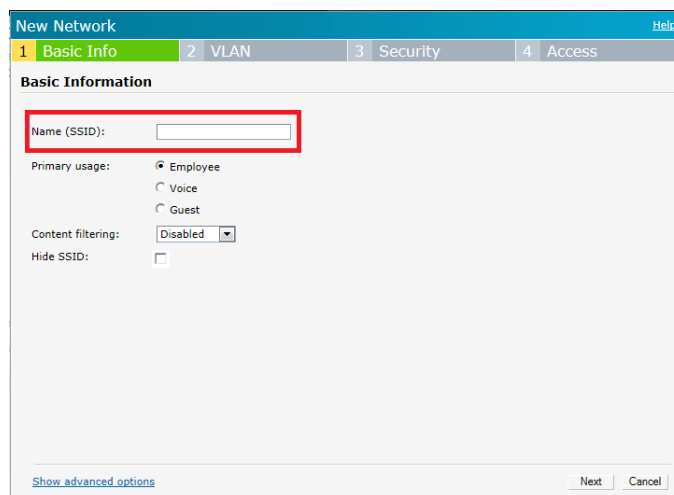 New Network Help
1 Basic Info 2 VLAN 3 Security 4 Access
Basic Information
Name (SSID):
Primary usage: Employee
Voice
Guest
Content filtering: Disabled
Hide SSID:
Show advanced options Next Cancel